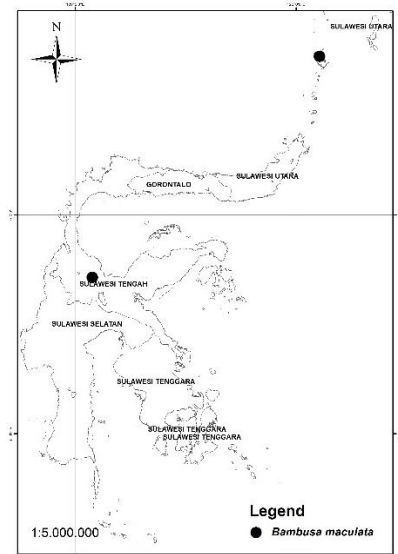 SULAWESI UTARA
N
SULAWESI UTARA
GORONTALO
SULAWESI TENGAH
SULAWESI SELATAN
SULAWESI TENGGARA
SULAWESI TENGGARA
SULAWESI TENGGARA
Legend
1:5.000.000
Bambusa maculata